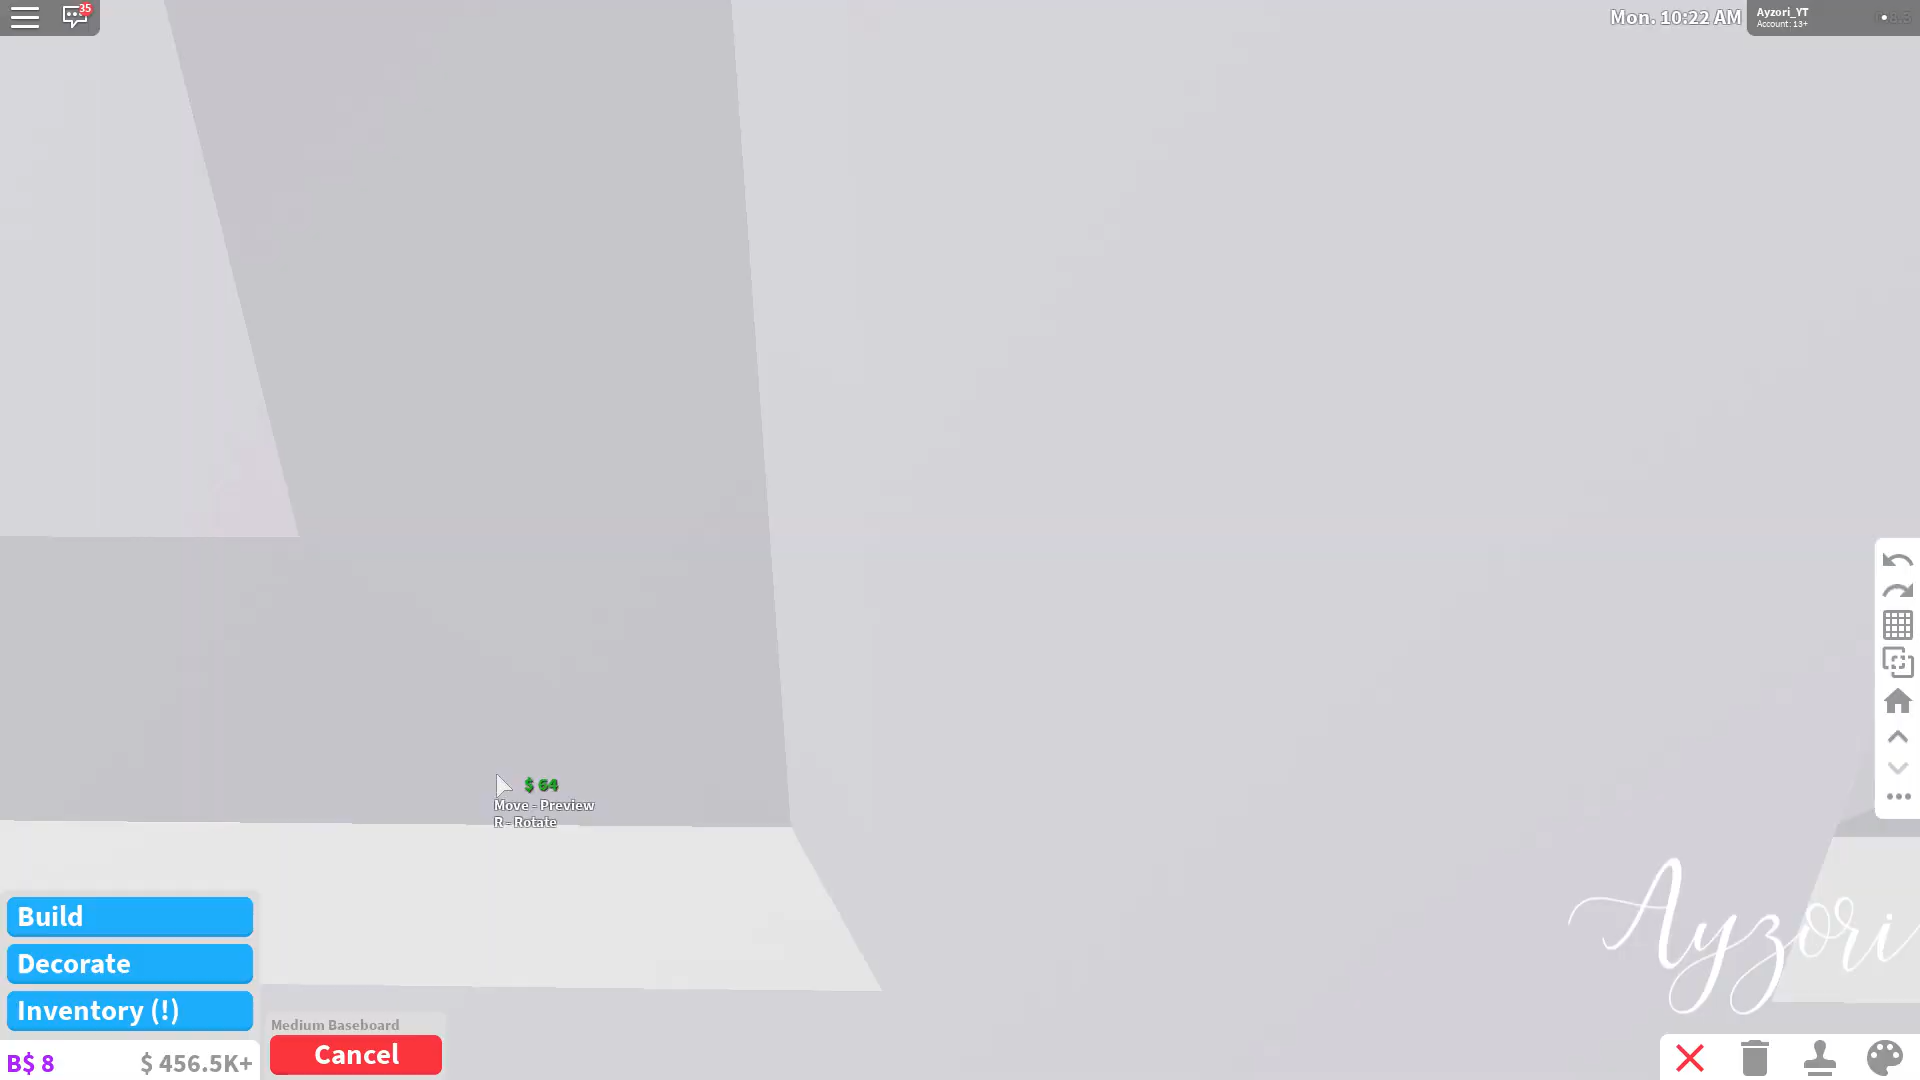 35
Mon. 10:22 AM
Ayzori_YT
Account: 13+
$ 64
Move - Preview
R - Rotate
Build
Decorate
Inventory (!)
Medium Baseboard
B$ 8
$ 456.5K+
Cancel
Ayzori